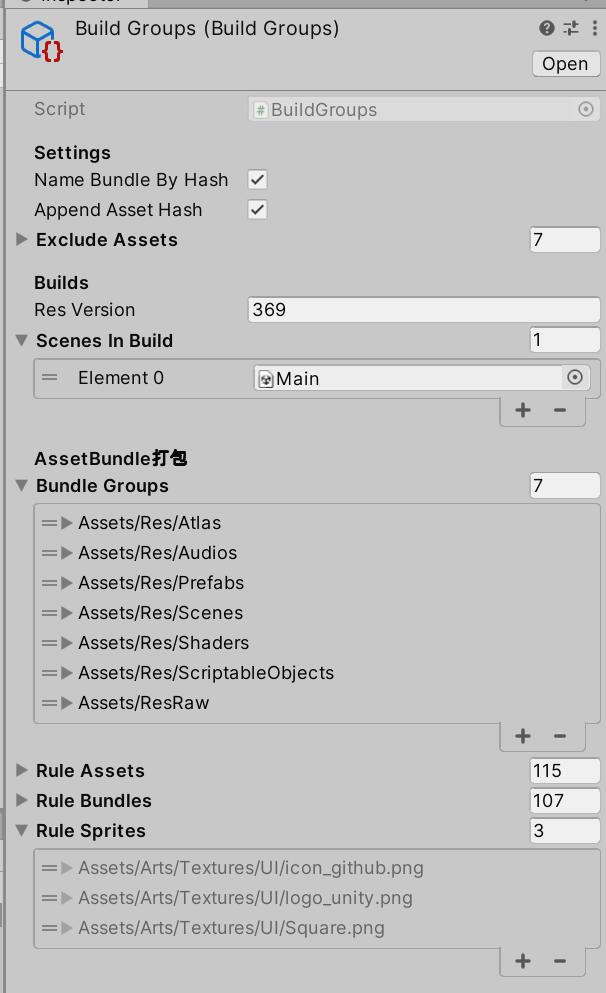 Build Groups (Build Groups)
Open
Script
BuildGroups
Settings
Name Bundle By Hash
Append Asset Hash
Exclude Assets
7
Builds
Res Version
369
Scenes In Build
1
Element 0
Main
AssetBundle打包
Bundle Groups
7
Assets/Res/Atlas
Assets/Res/Audios
Assets/Res/Prefabs
Assets/Res/Scenes
Assets/Res/Shaders
Assets/Res/ScriptableObjects
Assets/ResRaw
Rule Assets
115
Rule Bundles
107
Rule Sprites
3
Assets/Arts/Textures/UI/icon_github.png
Assets/Arts/Textures/UI/logo_unity.png
Assets/Arts/Textures/UI/Square.png